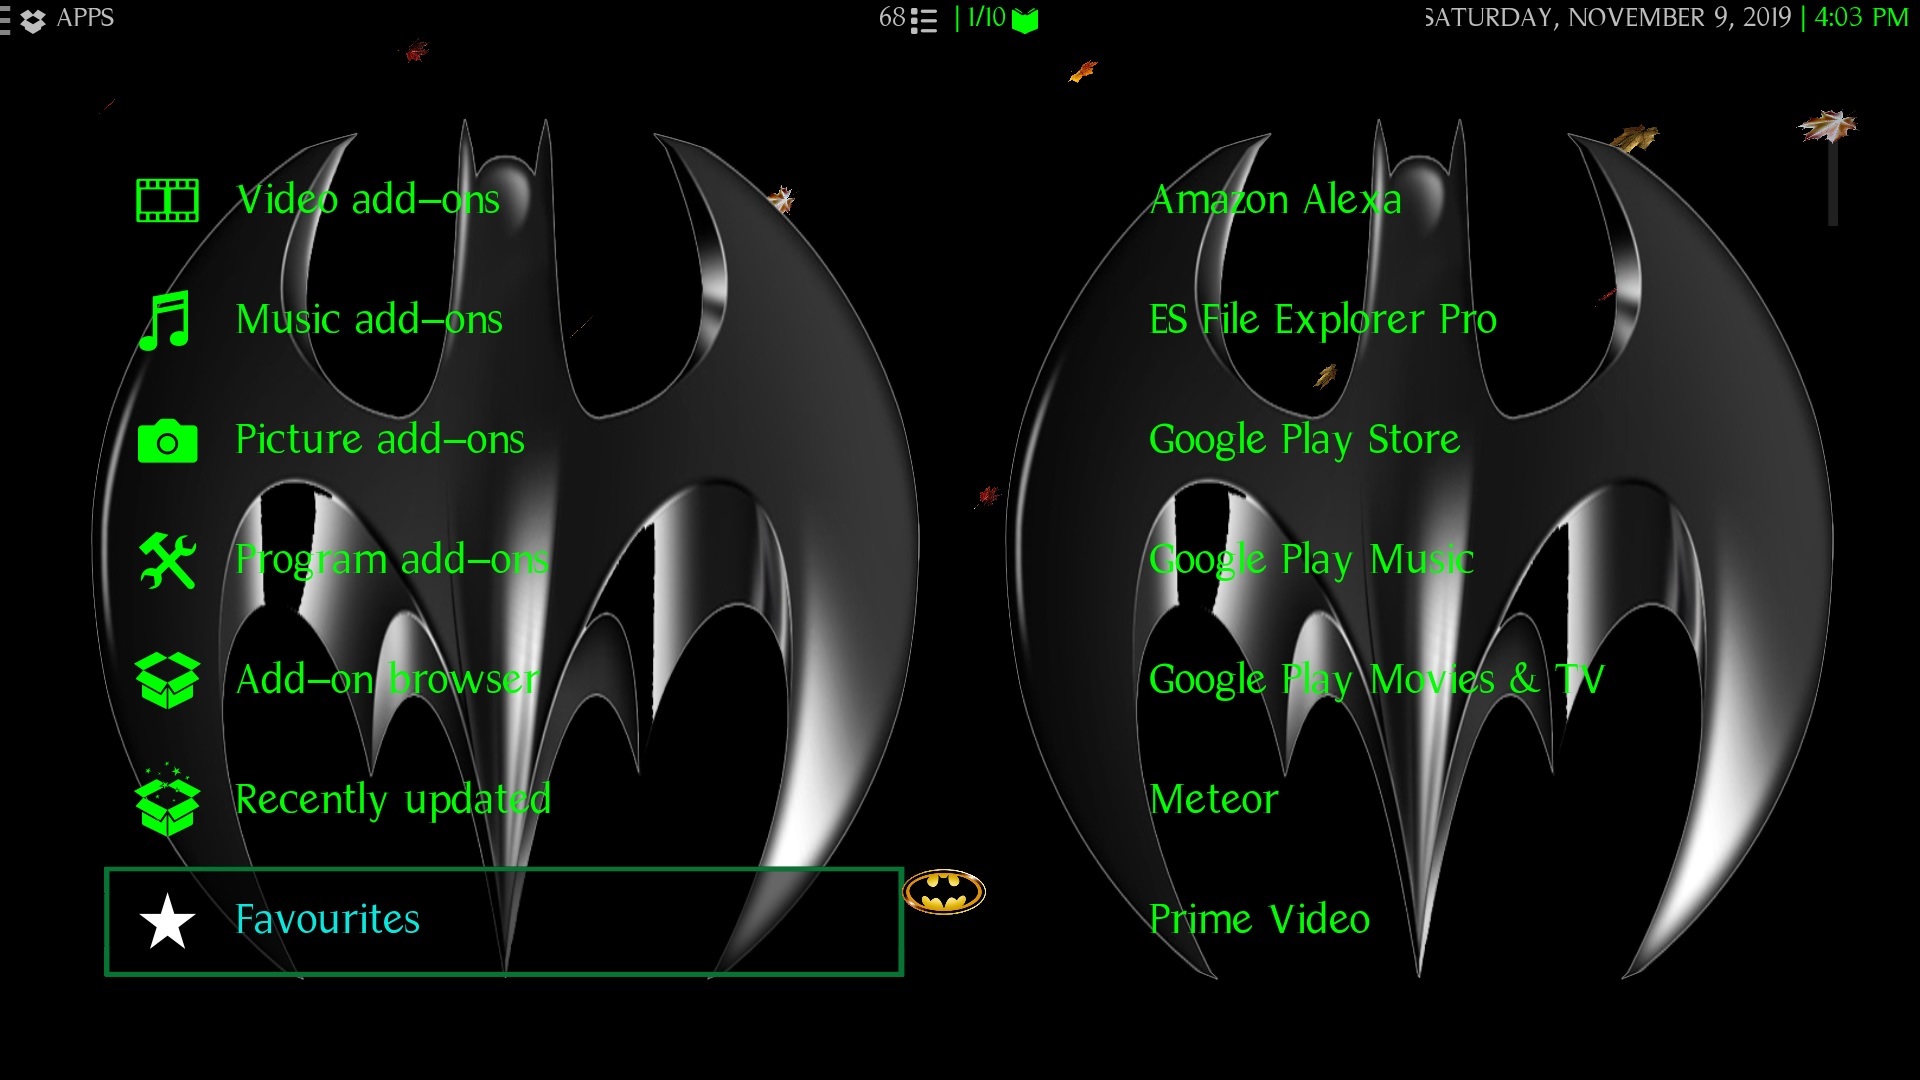 APPS
68 | 1/10
SATURDAY, NOVEMBER 9, 2019 | 4:03 PM
Video add-ons
Music add-ons
Picture add-ons
Program add-ons
Add-on browser
Recently updated
Favourites
Amazon Alexa
ES File Explorer Pro
Google Play Store
Google Play Music
Google Play Movies & TV
Meteor
Prime Video